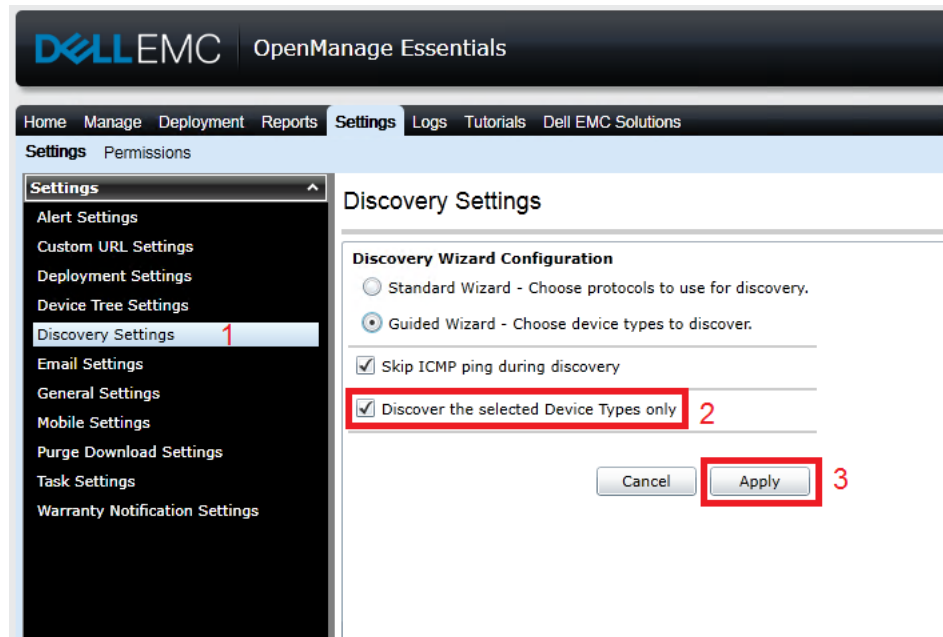 DELLEMC OpenManage Essentials
Home Manage Deployment Reports Settings Logs Tutorials Dell EMC Solutions
Settings Permissions
Settings
Alert Settings
Custom URL Settings
Deployment Settings
Device Tree Settings
Discovery Settings 1
Email Settings
General Settings
Mobile Settings
Purge Download Settings
Task Settings
Warranty Notification Settings
Discovery Settings
Discovery Wizard Configuration
Standard Wizard - Choose protocols to use for discovery.
Guided Wizard - Choose device types to discover.
Skip ICMP ping during discovery
Discover the selected Device Types only 2
Cancel Apply 3